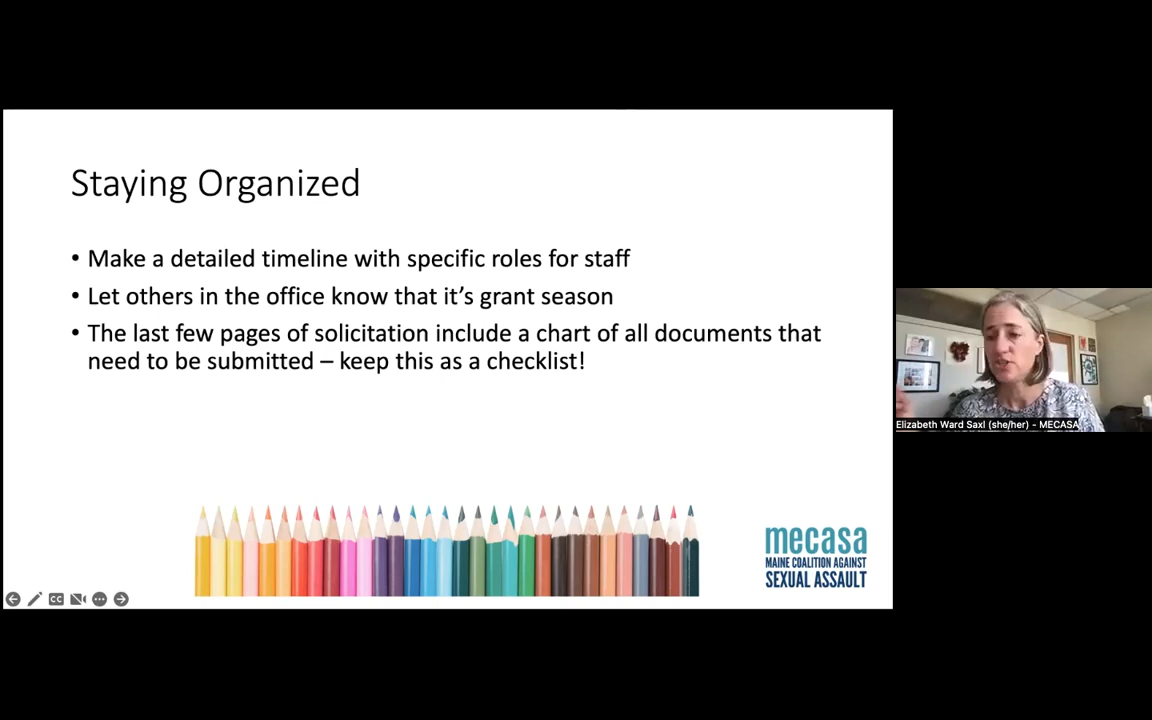 Staying Organized
• Make a detailed timeline with specific roles for staff
• Let others in the office know that it’s grant season
• The last few pages of solicitation include a chart of all documents that
need to be submitted – keep this as a checklist!
Elizabeth Ward Saxl (she/her) - MECASA
mecasa
MAINE COALITION AGAINST
SEXUAL ASSAULT
CC